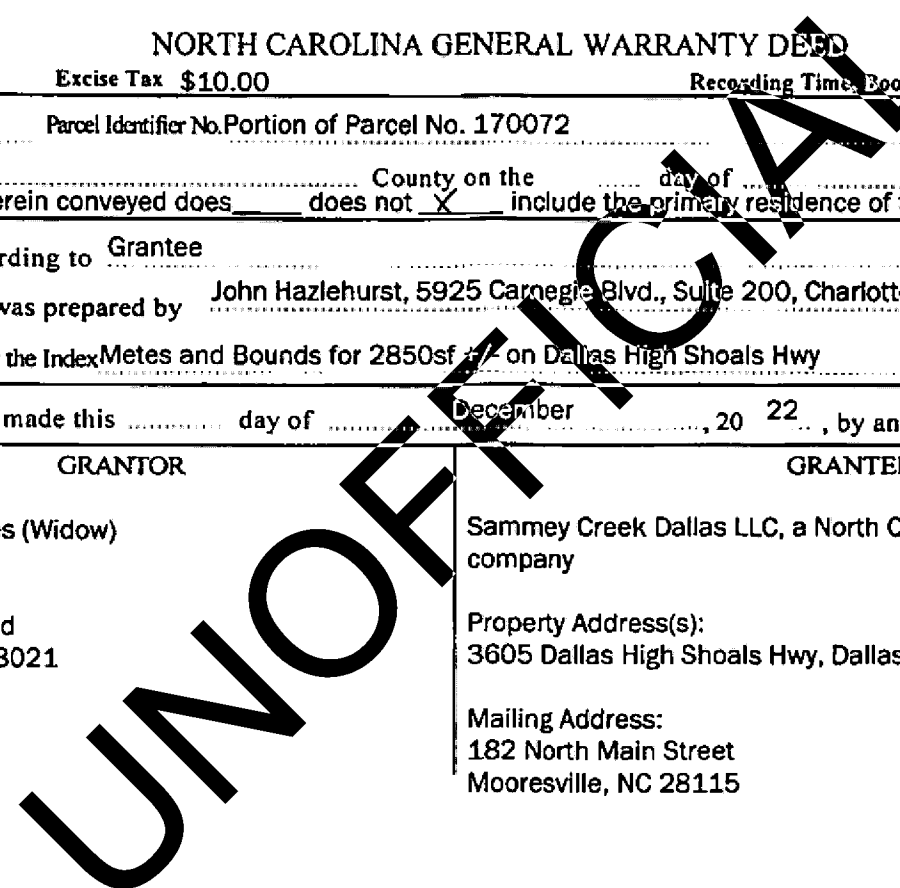 NORTH CAROLINA GENERAL WARRANTY DEED
Excise Tax $10.00 Recording Time, Boo
Parcel Identifier No. Portion of Parcel No. 170072
County on the day of
erein conveyed does____ does not X include the primary residence of
rding to Grantee
was prepared by John Hazlehurst, 5925 Carnegie Blvd., Suite 200, Charlott
the Index Metes and Bounds for 2850sf +/- on Dallas High Shoals Hwy
made this day of December, 20 22, by an
GRANTOR GRANTEE
s (Widow) Sammey Creek Dallas LLC, a North C
company
d Property Address(s):
8021 3605 Dallas High Shoals Hwy, Dallas
Mailing Address:
182 North Main Street
Mooresville, NC 28115
UNOFFICIAL